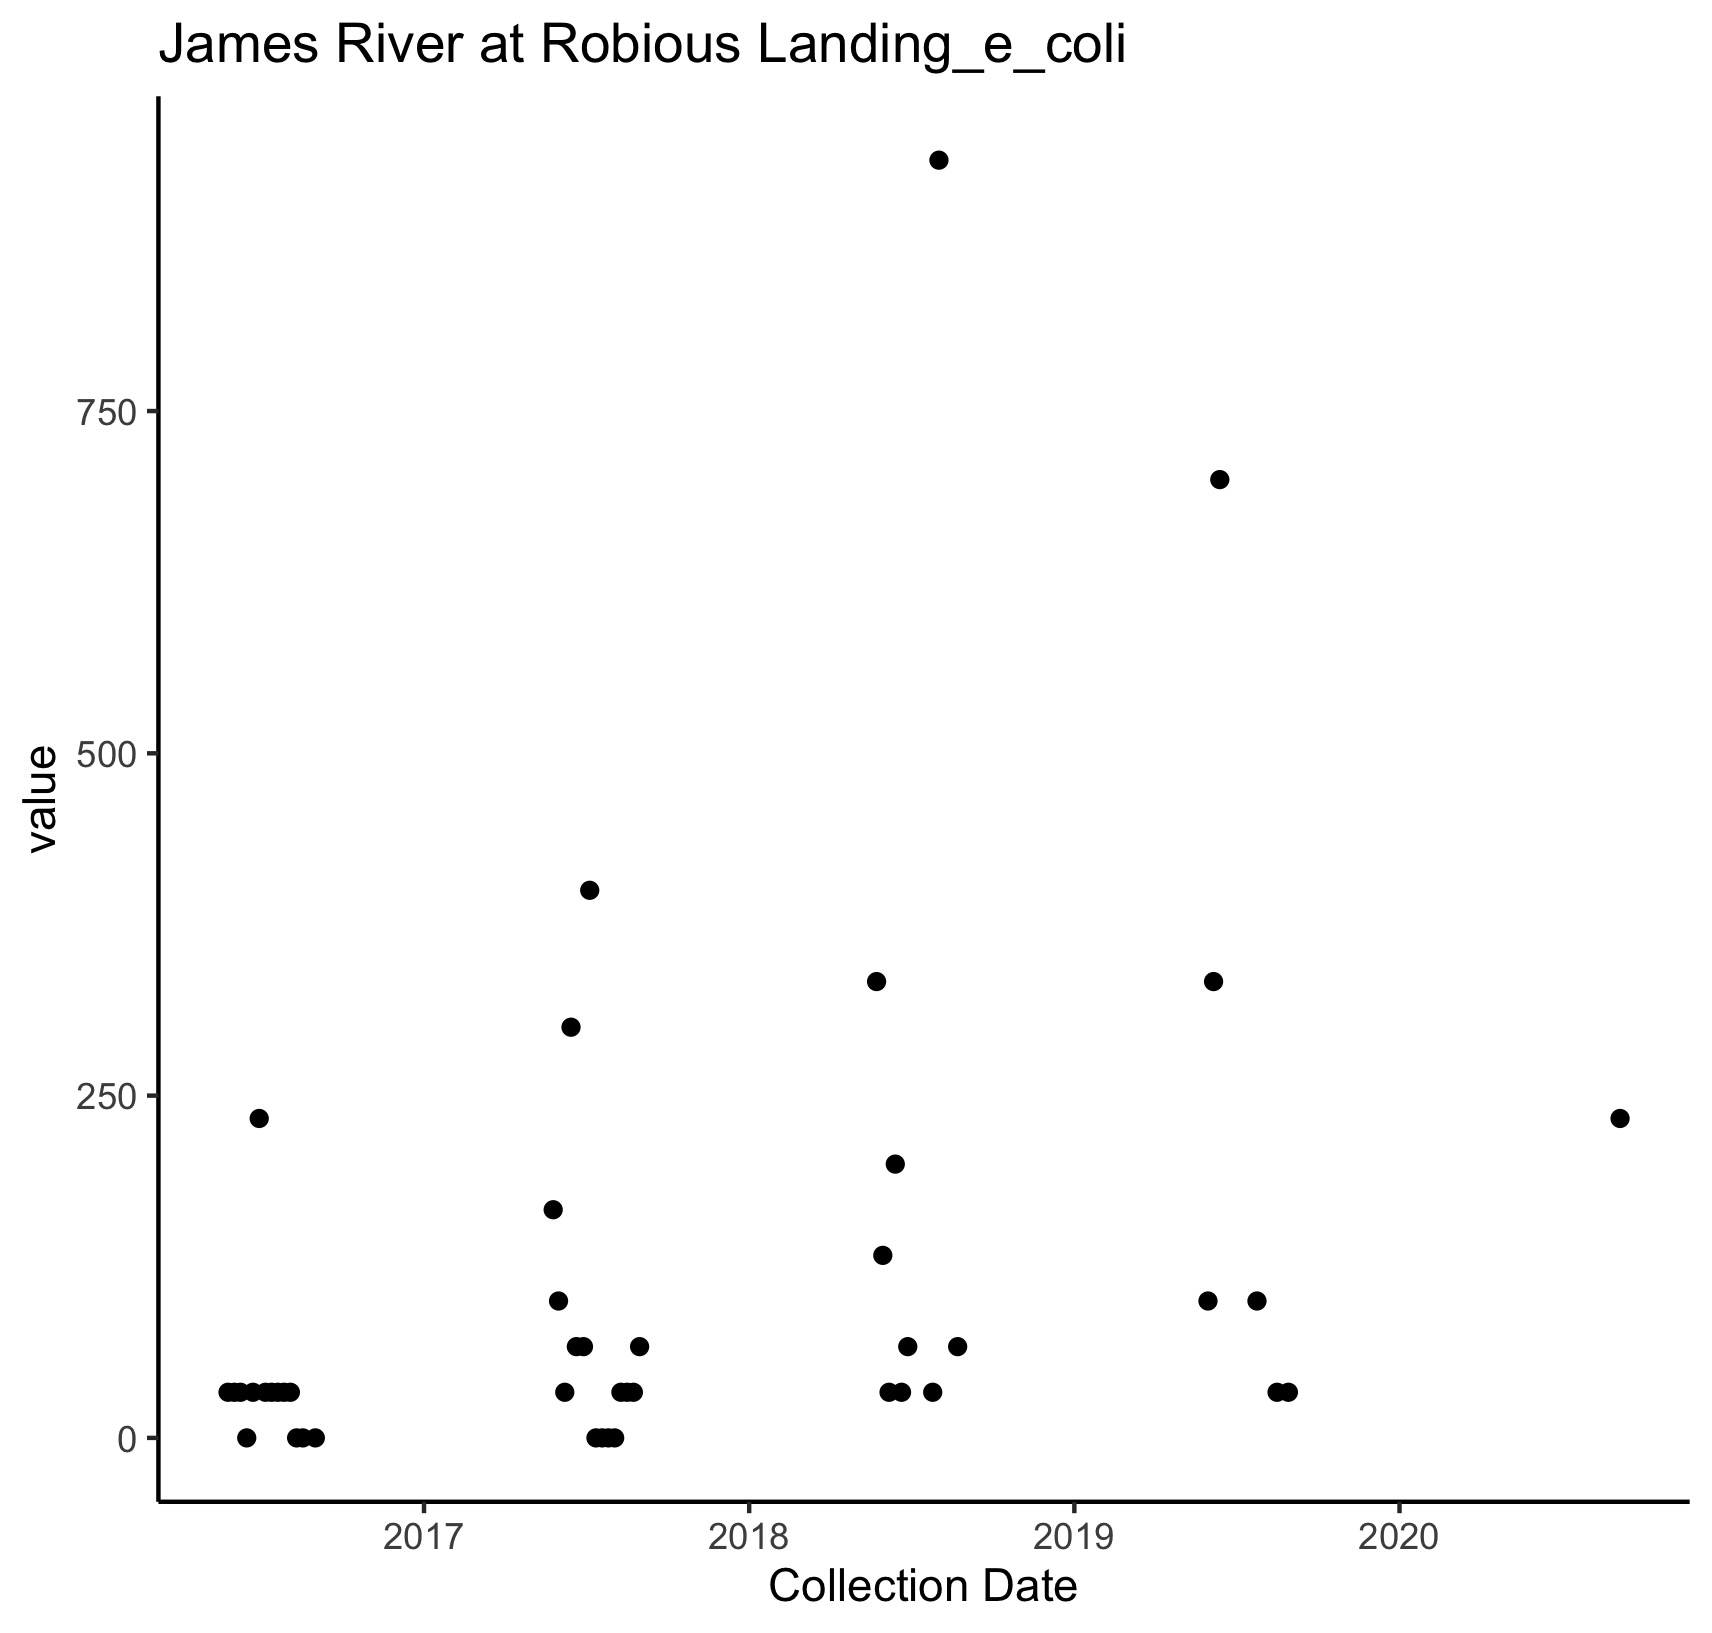 James River at Robious Landing_e_coli
750
500
250
0
value
2017 2018 2019 2020
Collection Date